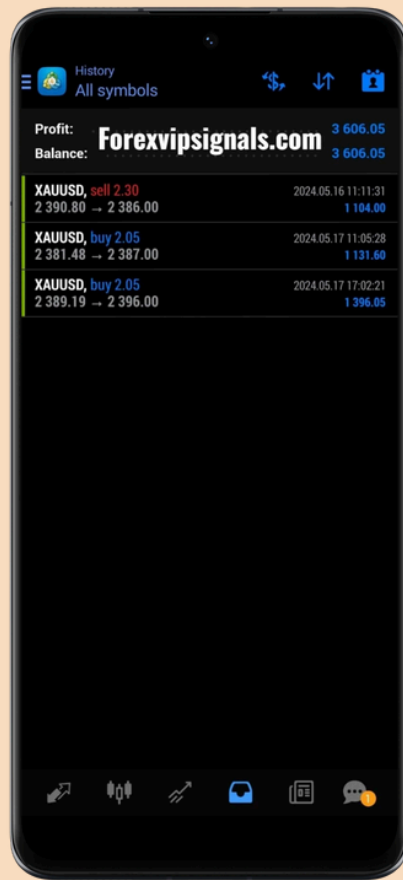 History
All symbols
Profit: 3 606.05
Forexvipsignals.com
Balance: 3 606.05
XAUUSD, sell 2.30 2024.05.16 11:11:31
2 390.80 → 2 386.00 1 104.00
XAUUSD, buy 2.05 2024.05.17 11:05:28
2 381.48 → 2 387.00 1 131.60
XAUUSD, buy 2.05 2024.05.17 17:02:21
2 389.19 → 2 396.00 1 396.05
1